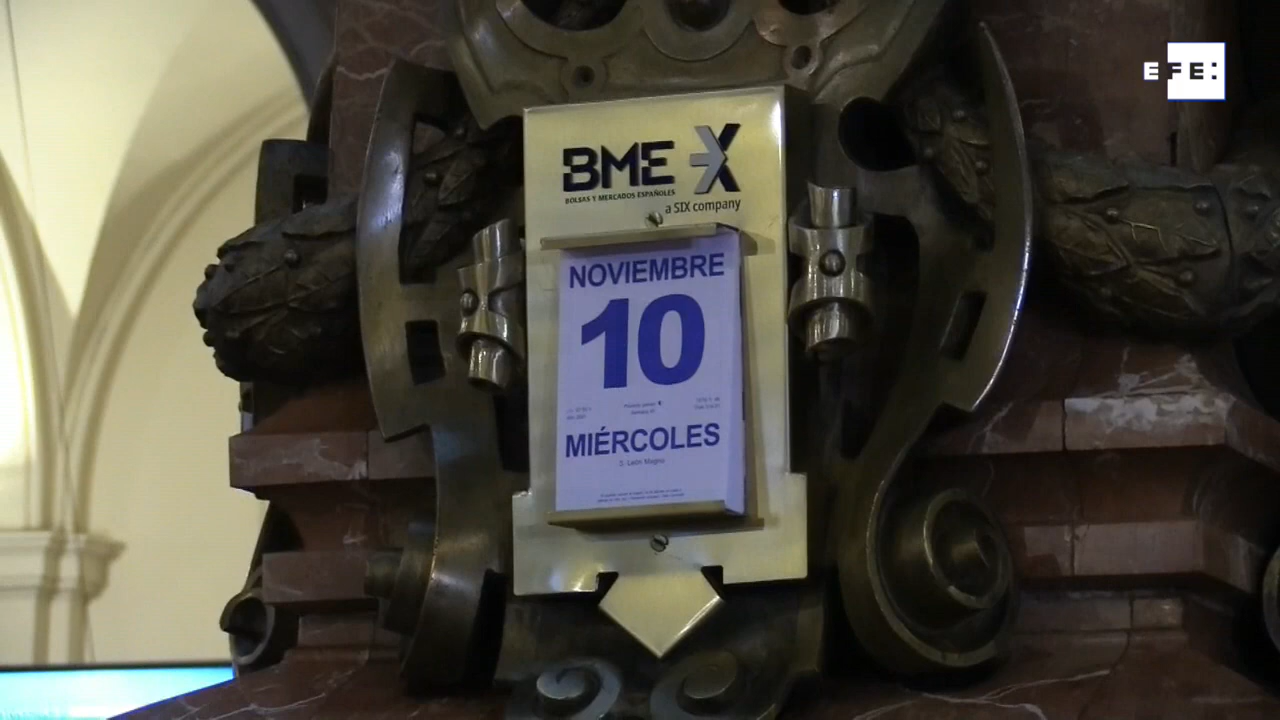 EFE:
BME X
BOLSAS Y MERCADOS ESPAÑOLES
a SIX company
NOVIEMBRE
10
MIÉRCOLES
S. León Magno